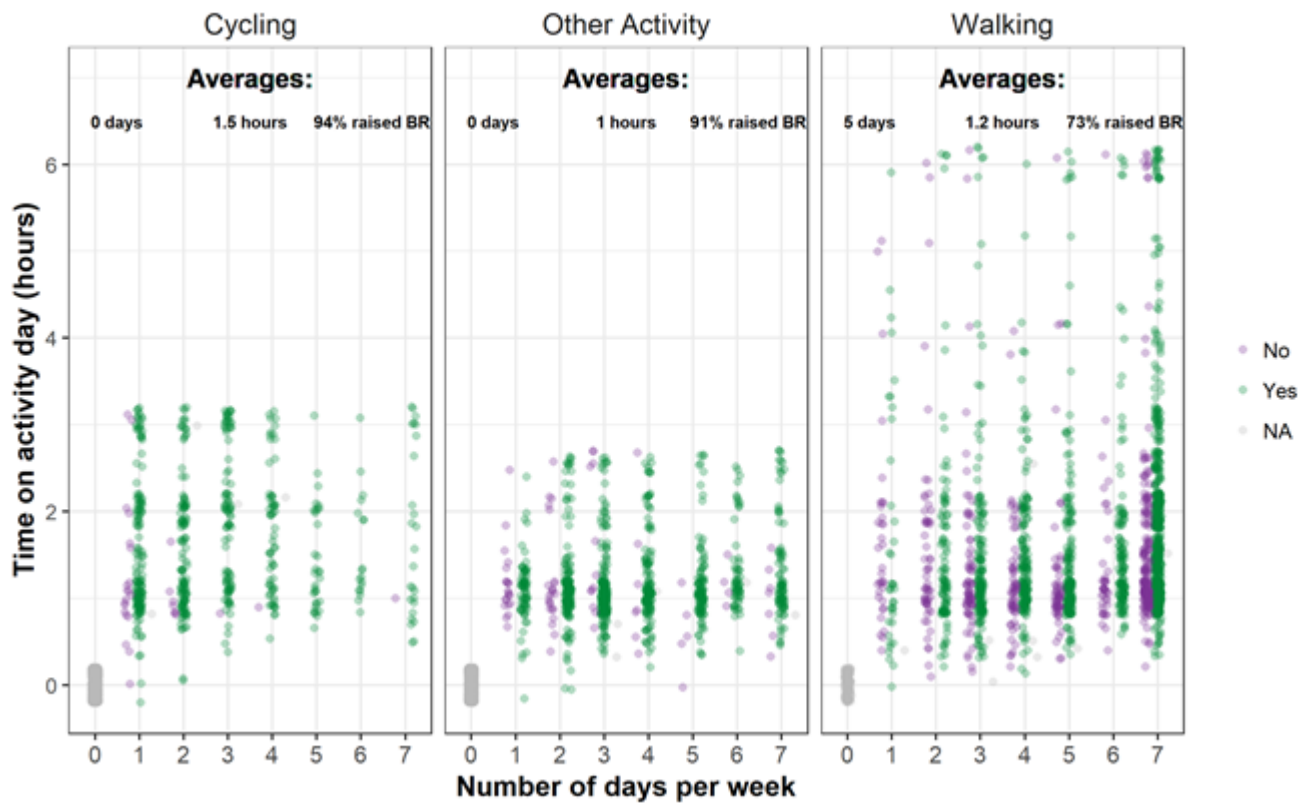 Cycling
Other Activity
Walking
Averages:
Averages:
Averages:
0 days 1.5 hours 94% raised BR
0 days 1 hours 91% raised BR
5 days 1.2 hours 73% raised BR
6
4
2
0
Time on activity day (hours)
No
Yes
NA
0 1 2 3 4 5 6 7
0 1 2 3 4 5 6 7
0 1 2 3 4 5 6 7
Number of days per week